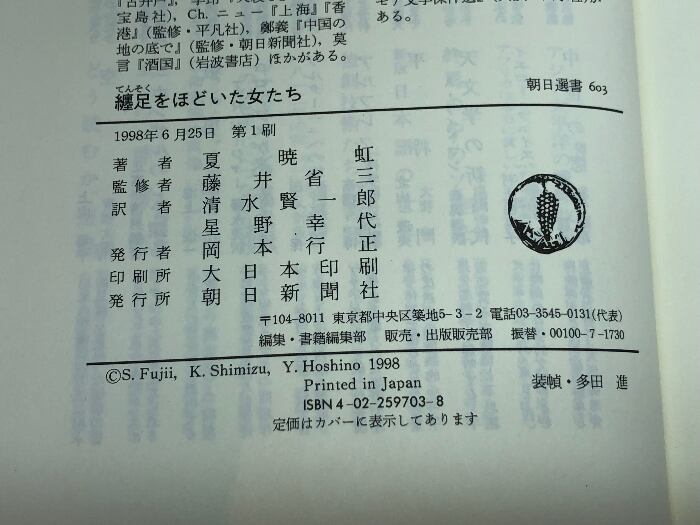 宝島社),Ch.ニュー『上海』『香
港』(監修・平凡社),鄭義『中国の
地の底で』(監修・朝日新聞社),莫
言『酒国』(岩波書店)ほかがある。
ある。
てんそく
纏足をほどいた女たち
朝日選書 603
1998年6月25日 第1刷
著者 夏暁虹
監修者 藤井省三
訳者 清水賢一郎
星野幸代
発行者 岡本行正
印刷所 大日本印刷
発行所 朝日新聞社
〒104-8011 東京都中央区築地5-3-2 電話03-3545-0131(代表)
編集・書籍編集部 販売・出版販売部 振替・00100-7-1730
©S. Fujii, K. Shimizu, Y. Hoshino 1998
Printed in Japan
装幀・多田 進
ISBN4-02-259703-8
定価はカバーに表示してあります